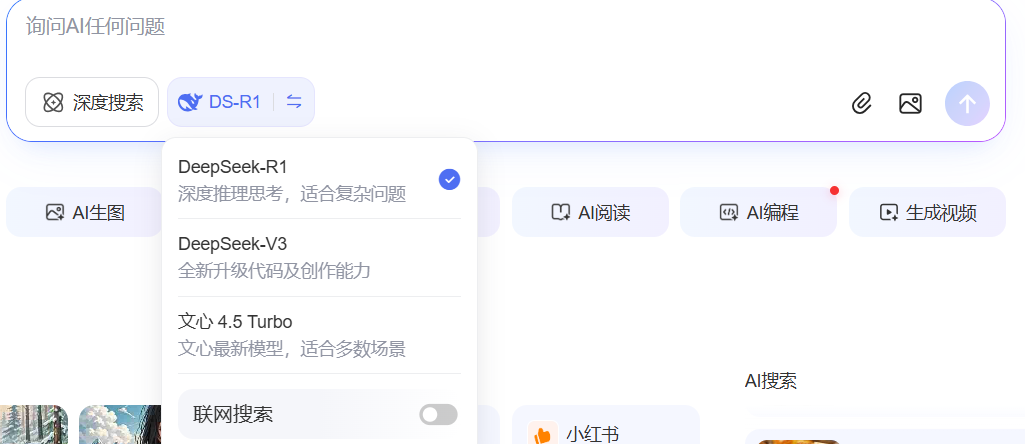 询问AI任何问题
深度搜索
DS-R1
DeepSeek-R1
深度推理思考，适合复杂问题
DeepSeek-V3
全新升级代码及创作能力
文心 4.5 Turbo
文心最新模型，适合多数场景
联网搜索
AI生图
AI阅读
AI编程
生成视频
AI搜索
小红书